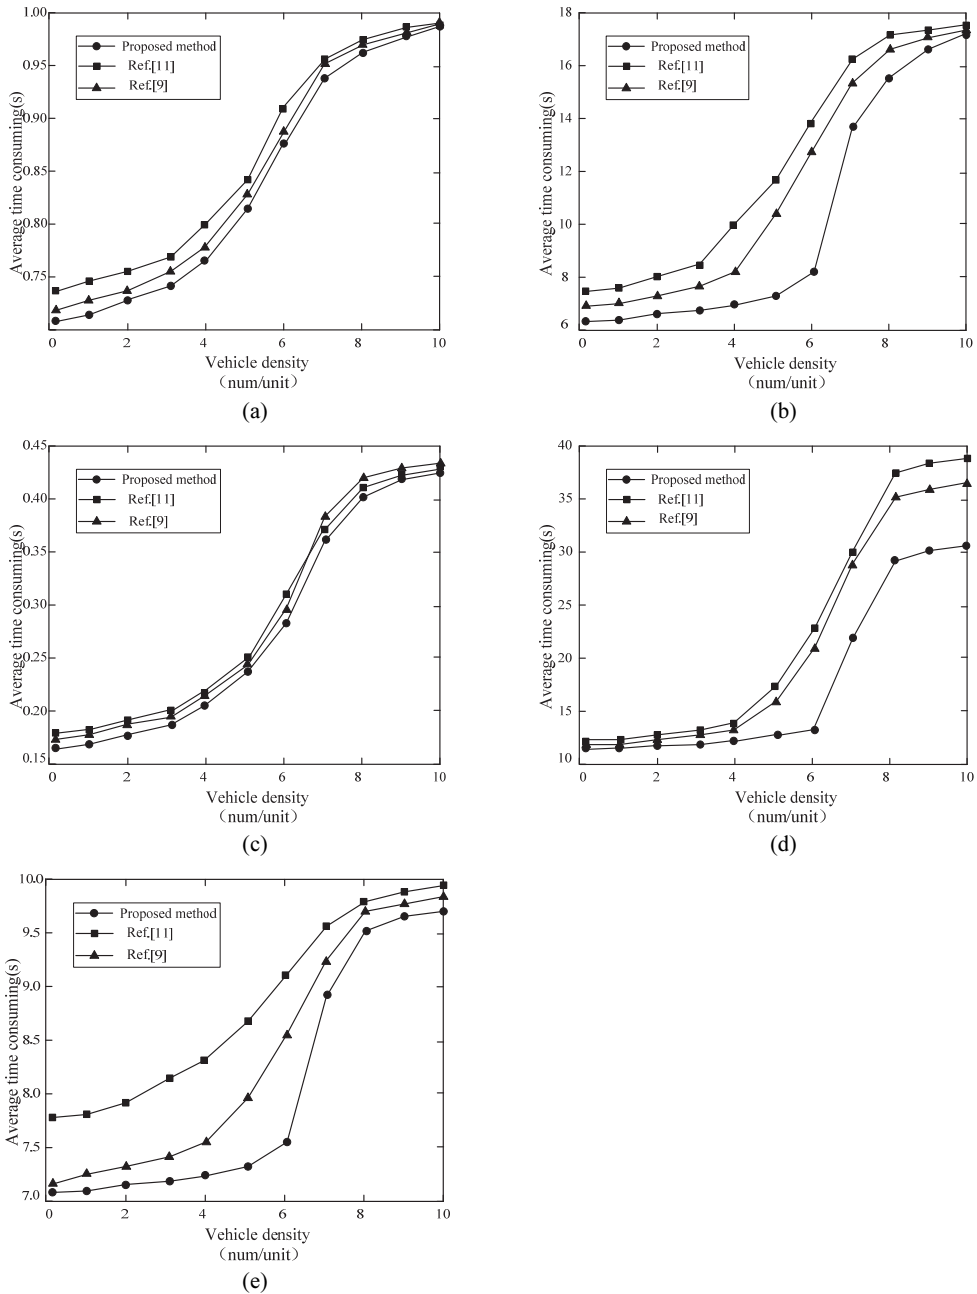 1.00
0.95
0.90
0.85
0.80
0.75
Average time consuming(s)
Proposed method
Ref.[11]
Ref.[9]
0 2 4 6 8 10
Vehicle density
(num/unit)
(a)
18
16
14
12
10
8
6
Average time consuming(s)
Proposed method
Ref.[11]
Ref.[9]
0 2 4 6 8 10
Vehicle density
(num/unit)
(b)
0.45
0.40
0.35
0.30
0.25
0.20
0.15
Average time consuming(s)
Proposed method
Ref.[11]
Ref.[9]
0 2 4 6 8 10
Vehicle density
(num/unit)
(c)
40
35
30
25
20
15
10
Average time consuming(s)
Proposed method
Ref.[11]
Ref.[9]
0 2 4 6 8 10
Vehicle density
(num/unit)
(d)
10.0
9.5
9.0
8.5
8.0
7.5
7.0
Average time consuming(s)
Proposed method
Ref.[11]
Ref.[9]
0 2 4 6 8 10
Vehicle density
(num/unit)
(e)